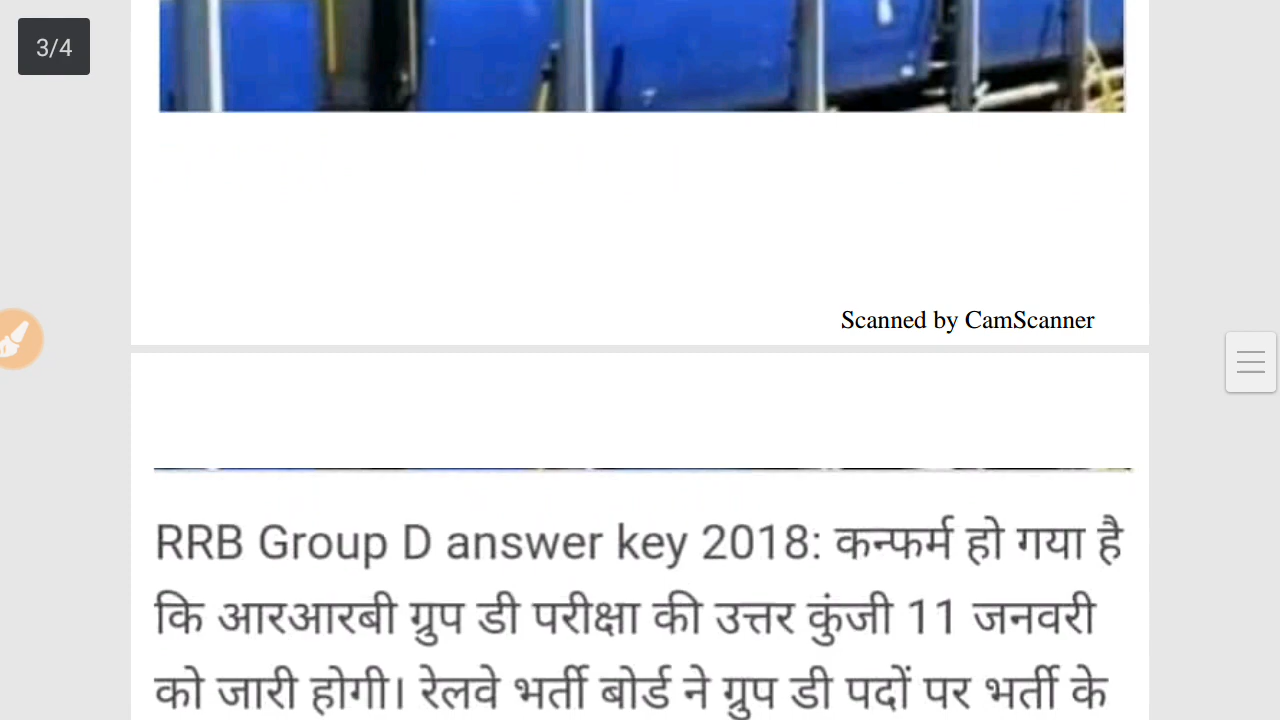 3/4
Scanned by CamScanner
RRB Group D answer key 2018: कन्फर्म हो गया है
कि आरआरबी ग्रुप डी परीक्षा की उत्तर कुंजी 11 जनवरी
को जारी होगी। रेलवे भर्ती बोर्ड ने ग्रुप डी पदों पर भर्ती के